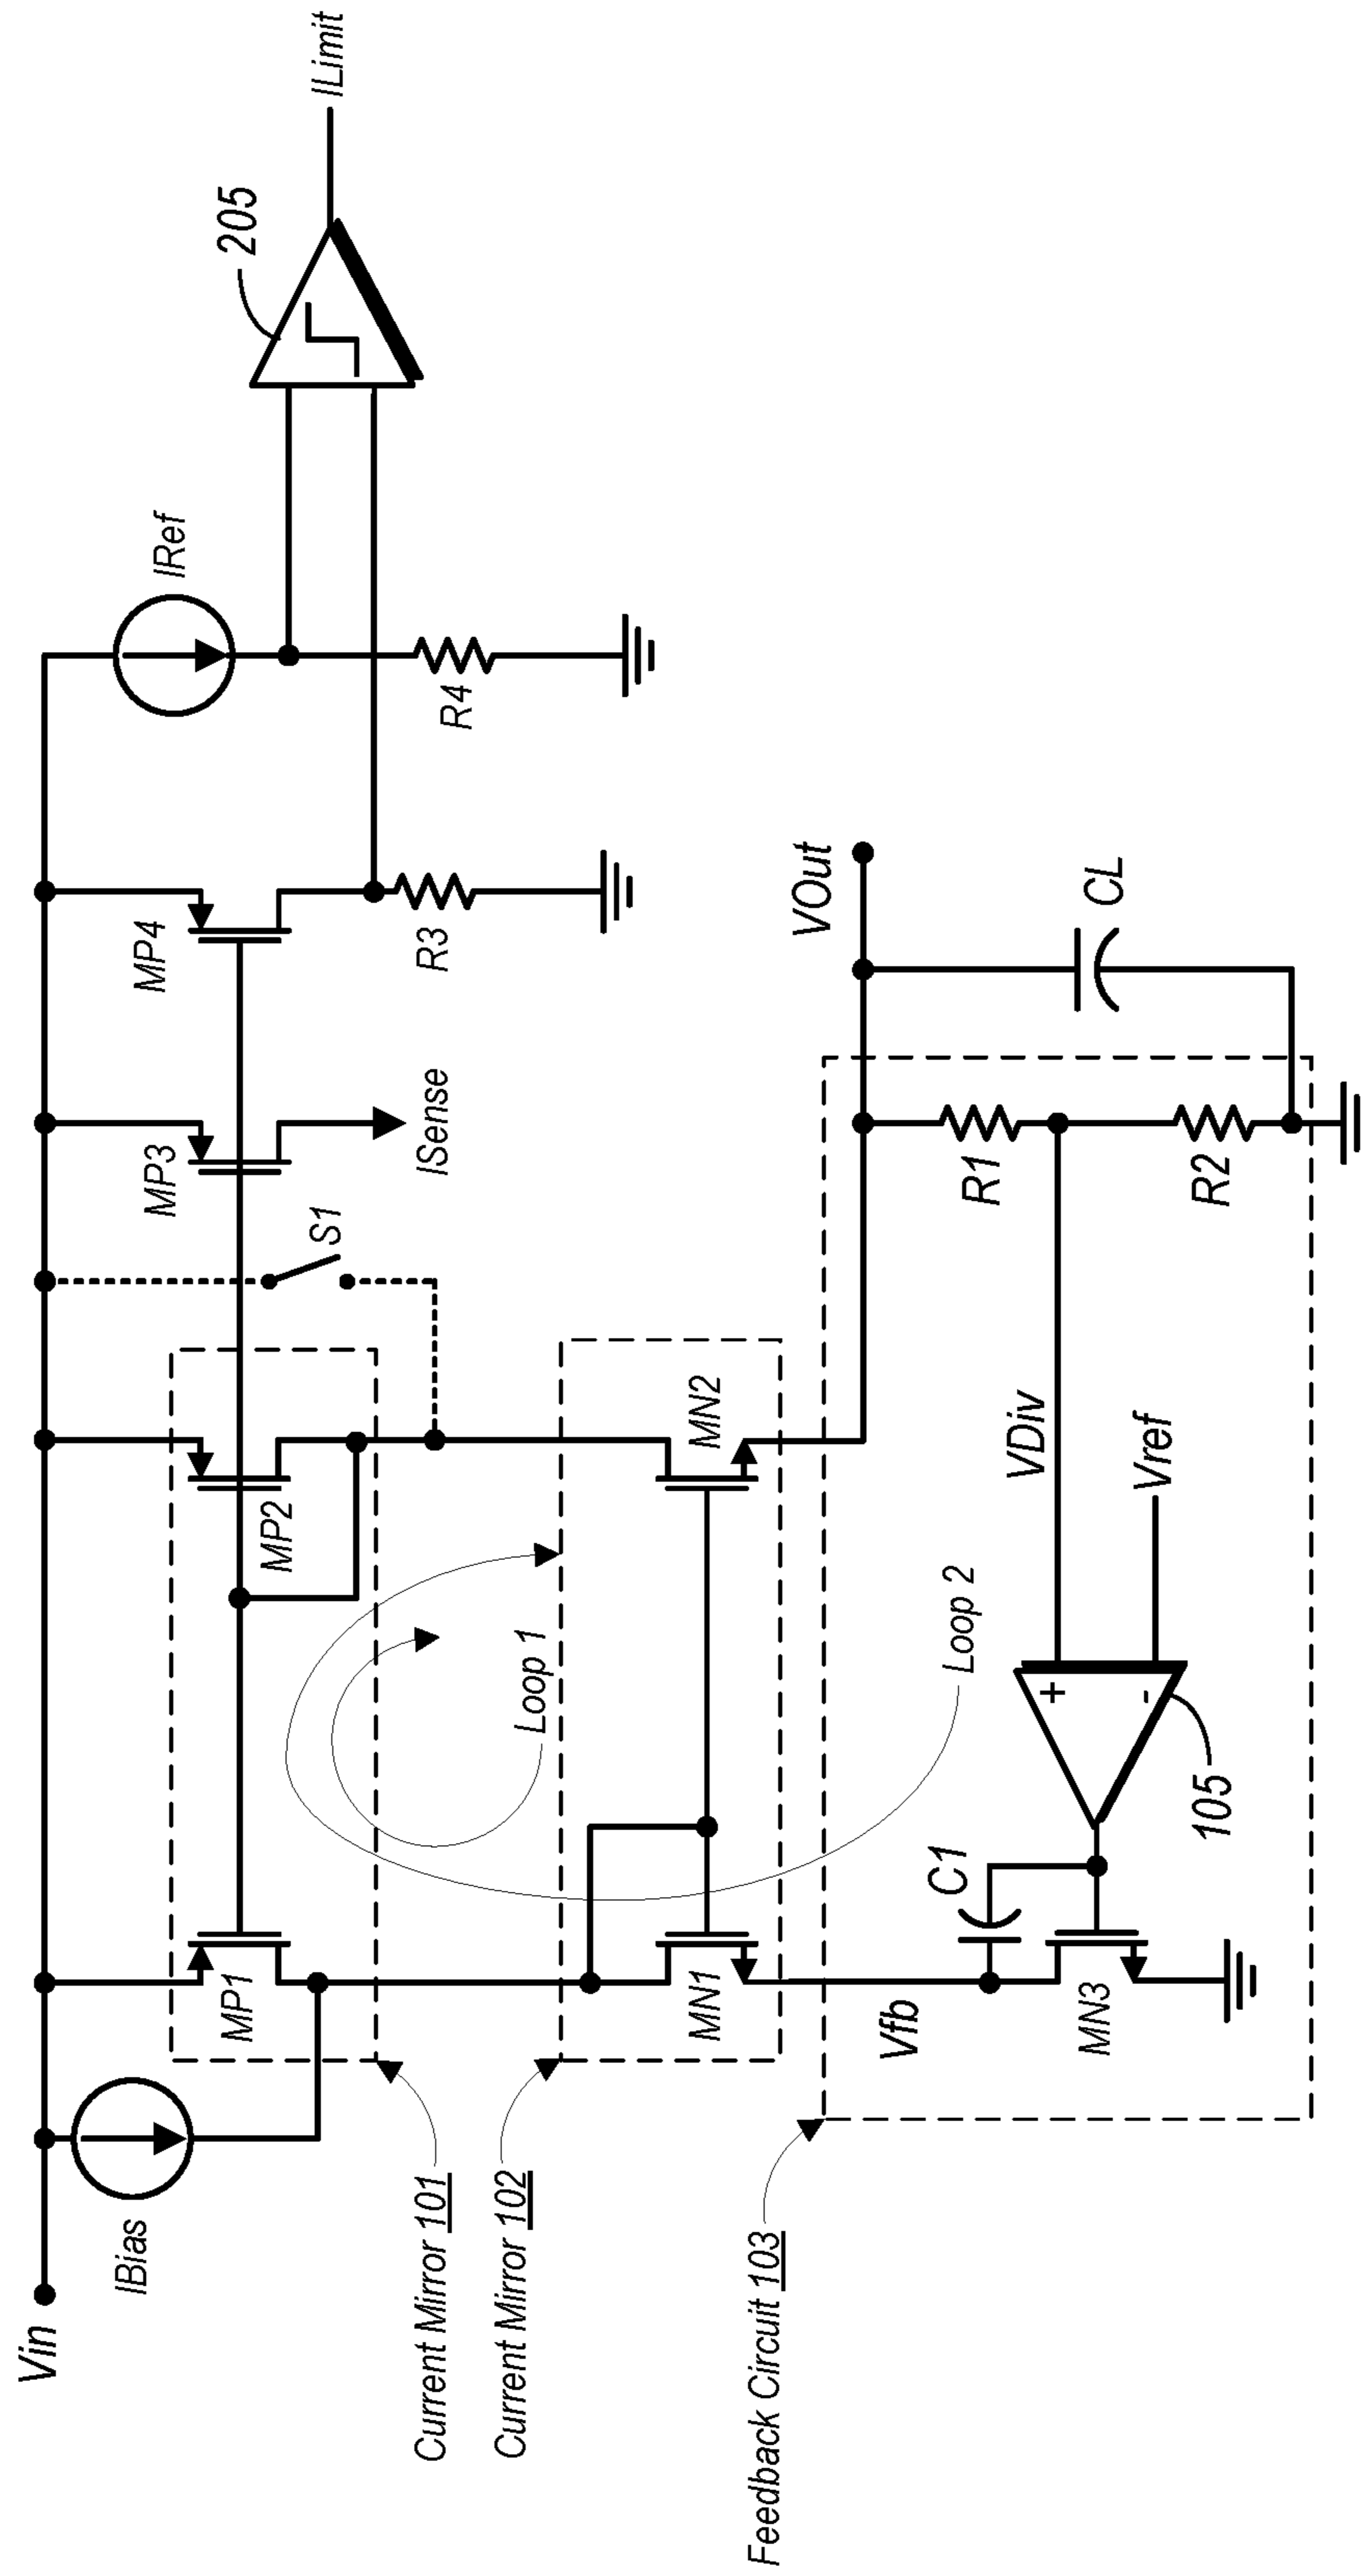 Vin
IBias
MP1
MP2
S1
MP3
MP4
IRef
205
ILimit
Current Mirror 101
Current Mirror 102
Loop 1
ISense
R3
R4
MN1
MN2
VOut
Feedback Circuit 103
Vfb
C1
Loop 2
VDiv
R1
CL
MN3
+
-
105
Vref
R2